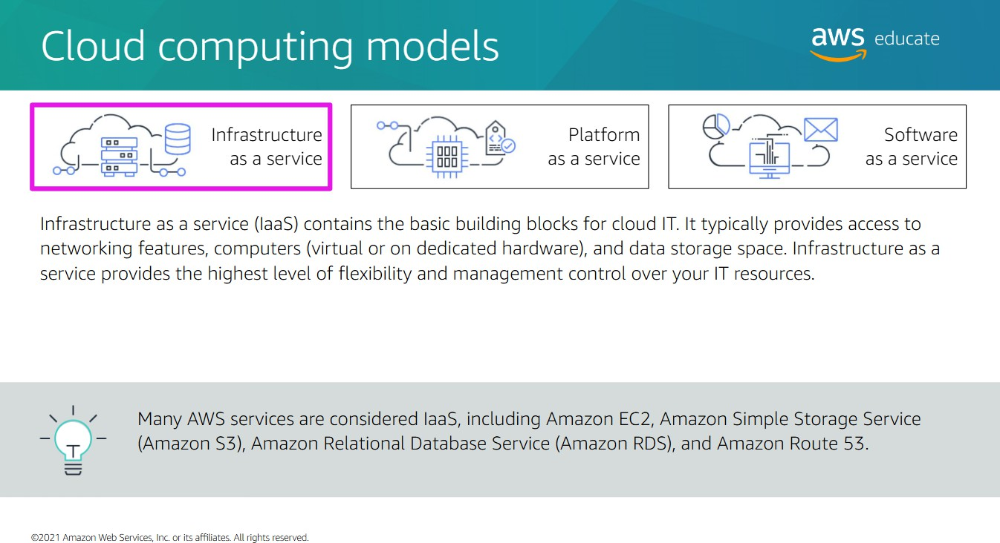 Cloud computing models
aws educate
Infrastructure
as a service
Platform
as a service
Software
as a service
Infrastructure as a service (IaaS) contains the basic building blocks for cloud IT. It typically provides access to
networking features, computers (virtual or on dedicated hardware), and data storage space. Infrastructure as a
service provides the highest level of flexibility and management control over your IT resources.
Many AWS services are considered IaaS, including Amazon EC2, Amazon Simple Storage Service
(Amazon S3), Amazon Relational Database Service (Amazon RDS), and Amazon Route 53.
©2021 Amazon Web Services, Inc. or its affiliates. All rights reserved.